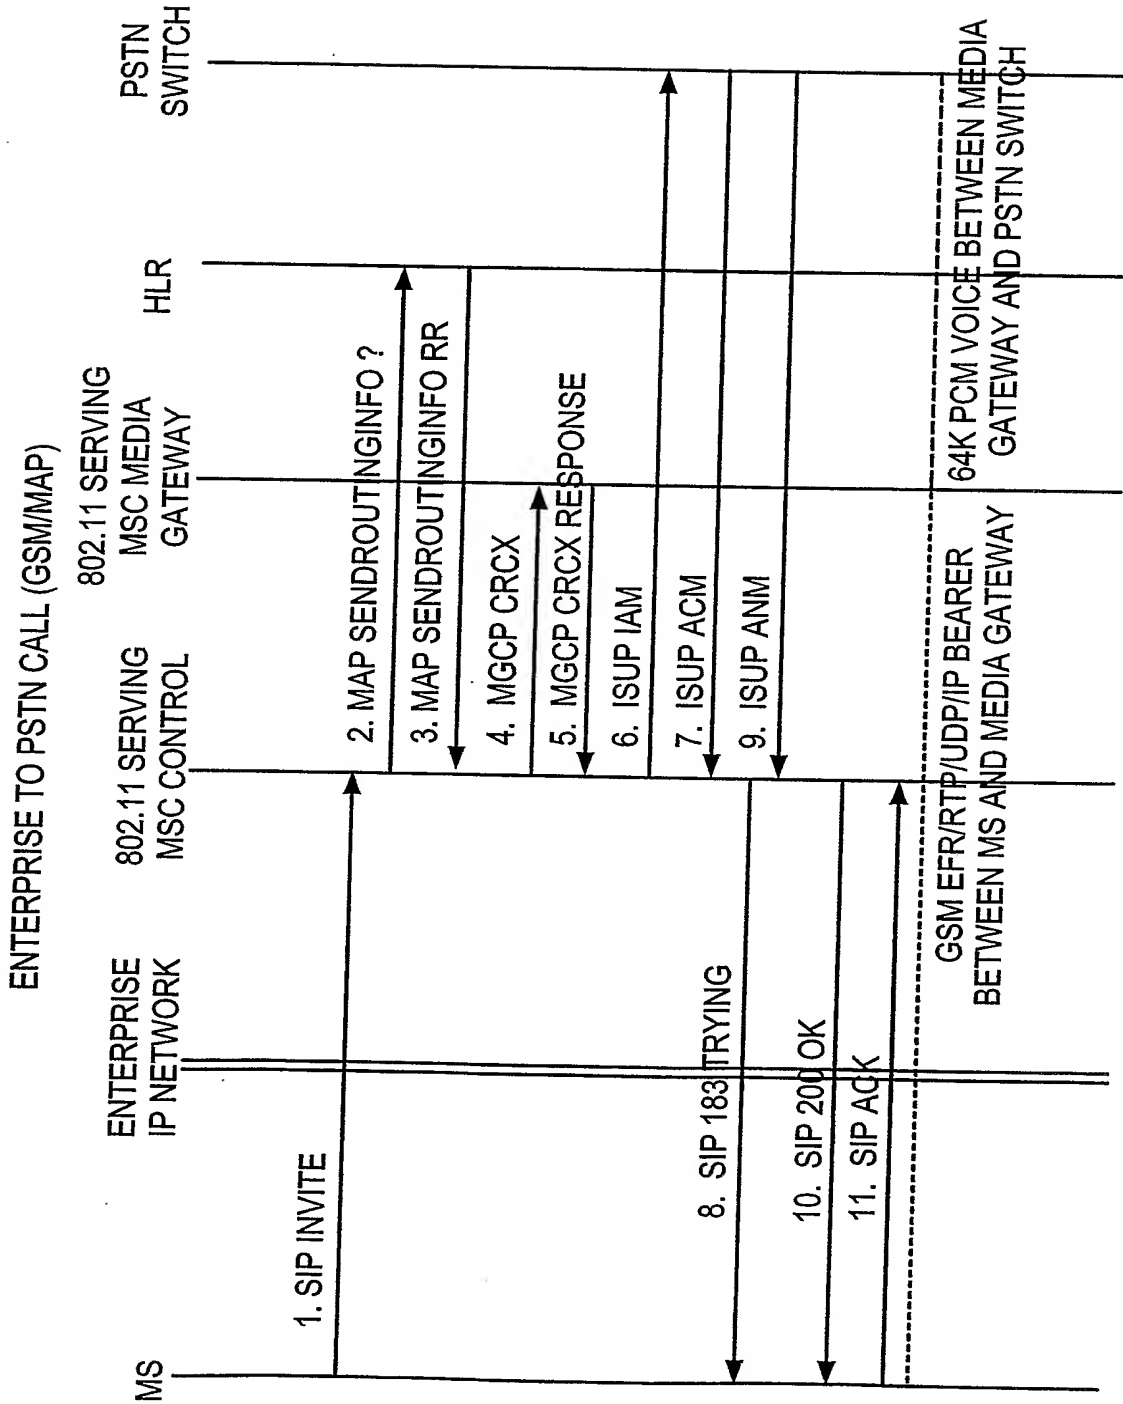 ENTERPRISE TO PSTN CALL (GSM/MAP)
MS
ENTERPRISE
IP NETWORK
802.11 SERVING
MSC CONTROL
802.11 SERVING
MSC MEDIA
GATEWAY
HLR
PSTN
SWITCH
1. SIP INVITE
2. MAP SENDROUTINGINFO ?
3. MAP SENDROUTINGINFO RR
4. MGCP CRCX
5. MGCP CRCX RESPONSE
6. ISUP IAM
7. ISUP ACM
8. SIP 183 TRYING
9. ISUP ANM
10. SIP 200 OK
11. SIP ACK
GSM EFR/RTP/UDP/IP BEARER
BETWEEN MS AND MEDIA GATEWAY
64K PCM VOICE BETWEEN MEDIA
GATEWAY AND PSTN SWITCH